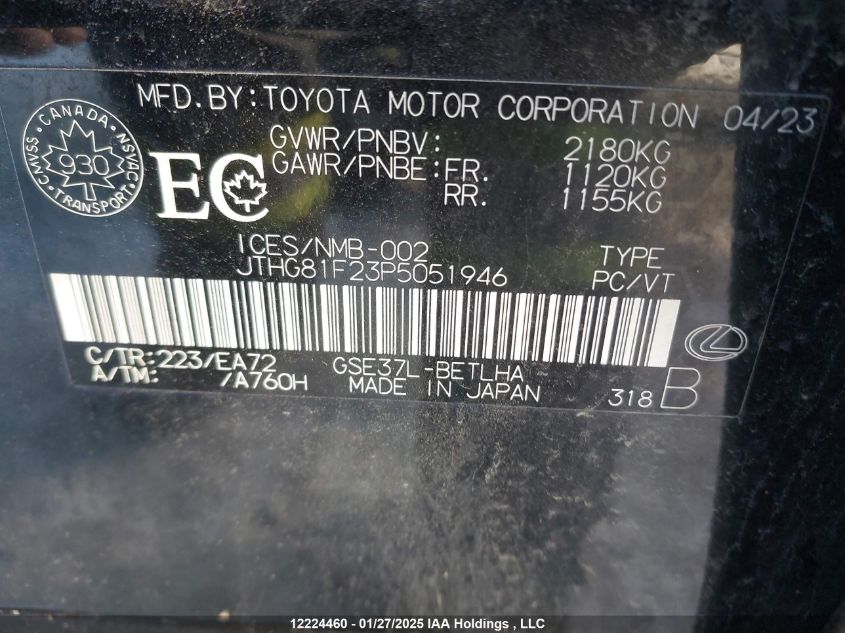 MFD.BY:TOYOTA MOTOR CORPORATION 04/23
CANADA
CMVSS 930 NSVAC
TRANSPORT
EC
GVWR/PNBV: 2180KG
GAWR/PNBE: FR. 1120KG
RR. 1155KG
ICES/NMB-002 TYPE
JTHG81F23P5051946 PC/VT
C/TR:223/EA72 GSE37L-BETLHA
A/TM: /A760H MADE IN JAPAN 318 B
12224460 - 01/27/2025 IAA Holdings , LLC